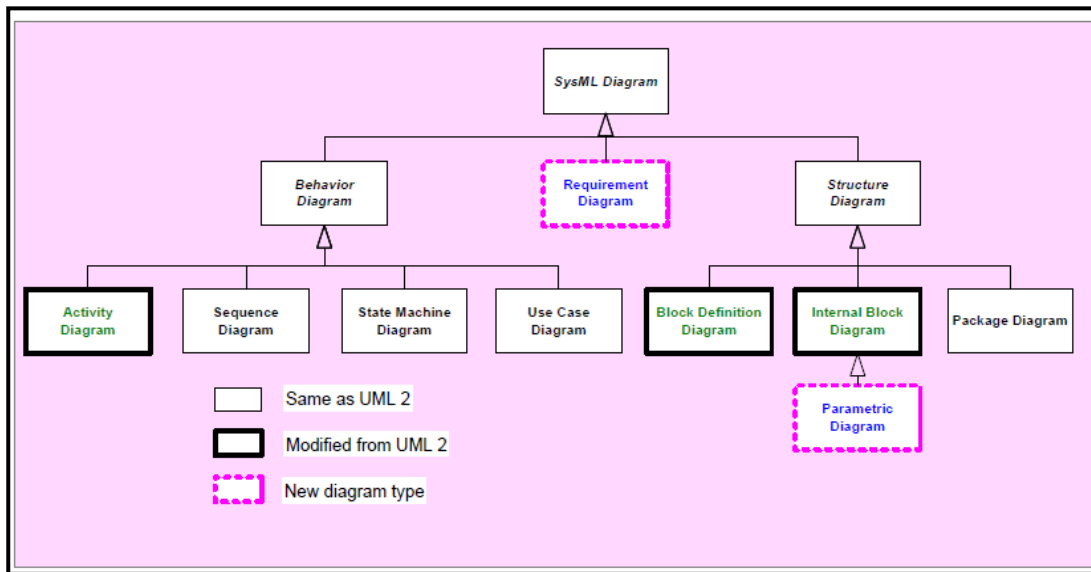 SysML Diagram
Behavior
Diagram
Requirement
Diagram
Structure
Diagram
Activity
Diagram
Sequence
Diagram
State Machine
Diagram
Use Case
Diagram
Block Definition
Diagram
Internal Block
Diagram
Package Diagram
Parametric
Diagram
Same as UML 2
Modified from UML 2
New diagram type